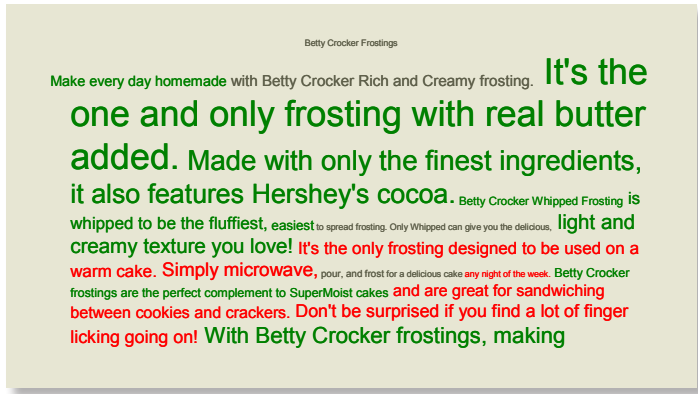 Betty Crocker Frostings
Make every day homemade with Betty Crocker Rich and Creamy frosting. It's the
one and only frosting with real butter
added. Made with only the finest ingredients,
it also features Hershey's cocoa. Betty Crocker Whipped Frosting is
whipped to be the fluffiest, easiest to spread frosting. Only Whipped can give you the delicious, light and
creamy texture you love! It's the only frosting designed to be used on a
warm cake. Simply microwave, pour, and frost for a delicious cake any night of the week. Betty Crocker
frostings are the perfect complement to SuperMoist cakes and are great for sandwiching
between cookies and crackers. Don't be surprised if you find a lot of finger
licking going on! With Betty Crocker frostings, making